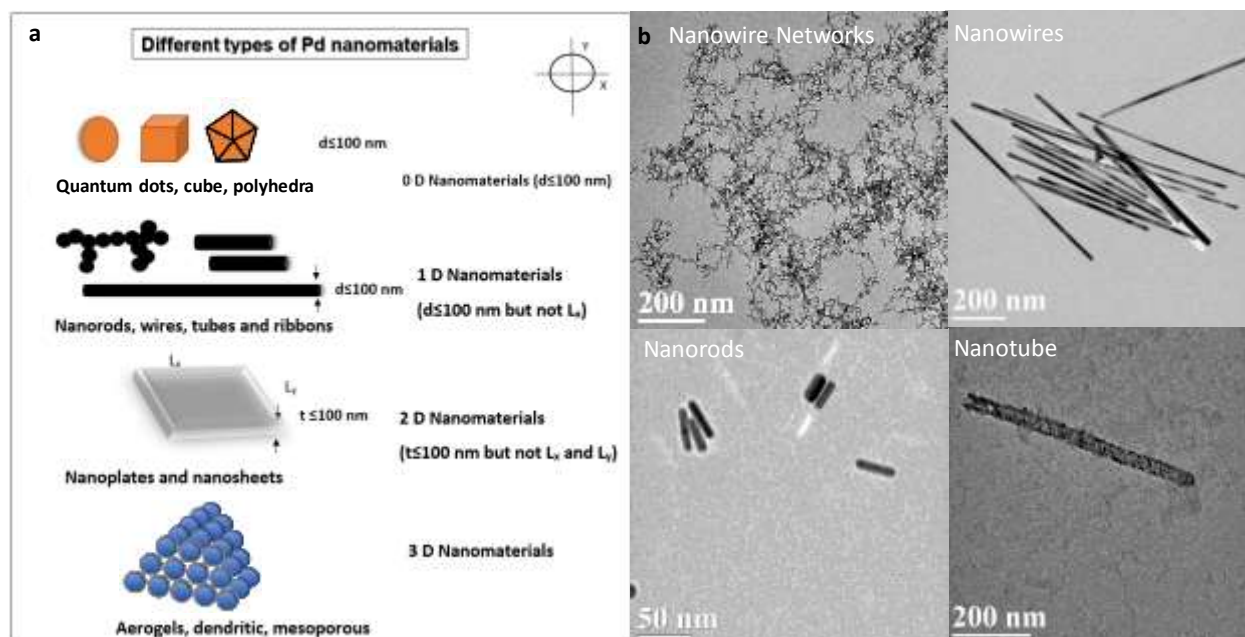 a
Different types of Pd nanomaterials
Y
X
d≤100 nm
Quantum dots, cube, polyhedra
0 D Nanomaterials (d≤100 nm)
d≤100 nm
1 D Nanomaterials
(d≤100 nm but not Lₓ)
Nanorods, wires, tubes and ribbons
Lₓ
Lᵧ
t ≤100 nm
2 D Nanomaterials
(t≤100 nm but not Lₓ and Lᵧ)
Nanoplates and nanosheets
3 D Nanomaterials
Aerogels, dendritic, mesoporous
b
Nanowire Networks
200 nm
Nanowires
200 nm
Nanorods
50 nm
Nanotube
200 nm